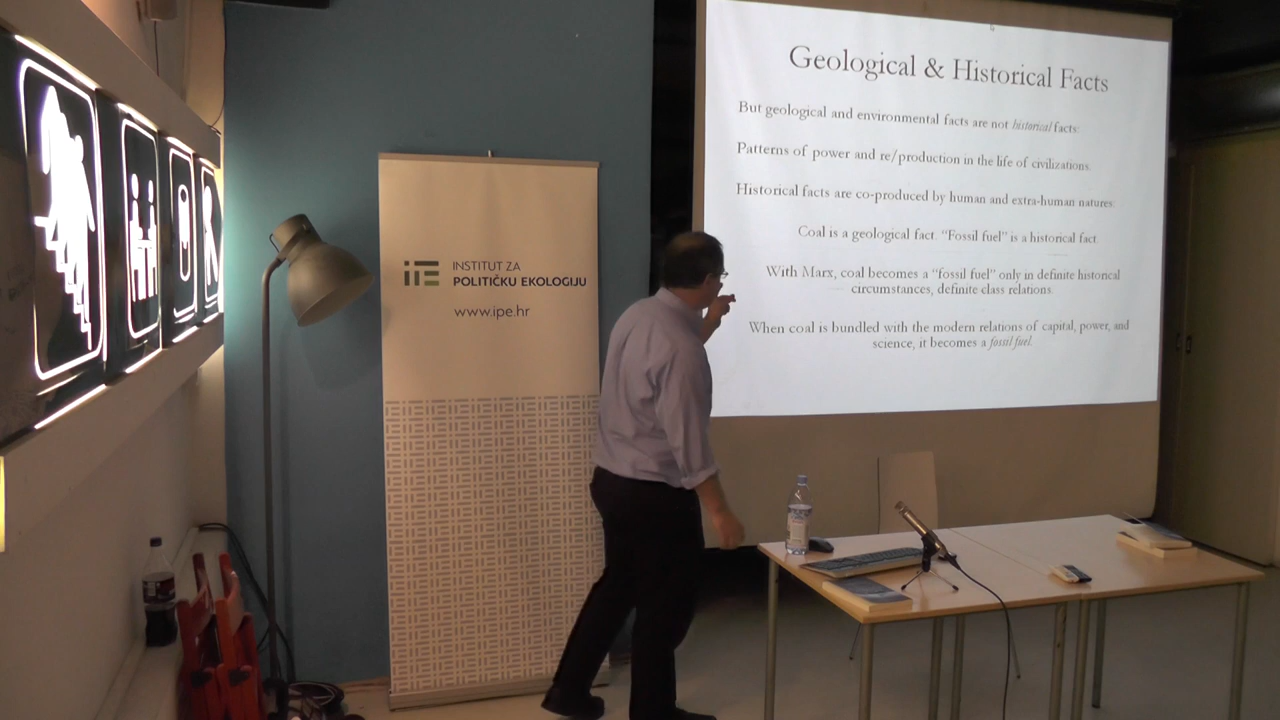 Geological & Historical Facts
But geological and environmental facts are not historical facts:
Patterns of power and re/production in the life of civilizations.
Historical facts are co-produced by human and extra-human natures:
Coal is a geological fact. “Fossil fuel” is a historical fact.
With Marx, coal becomes a “fossil fuel” only in definite historical
circumstances, definite class relations.
When coal is bundled with the modern relations of capital, power, and
science, it becomes a fossil fuel.
INSTITUT ZA
POLITIČKU EKOLOGIJU
www.ipe.hr